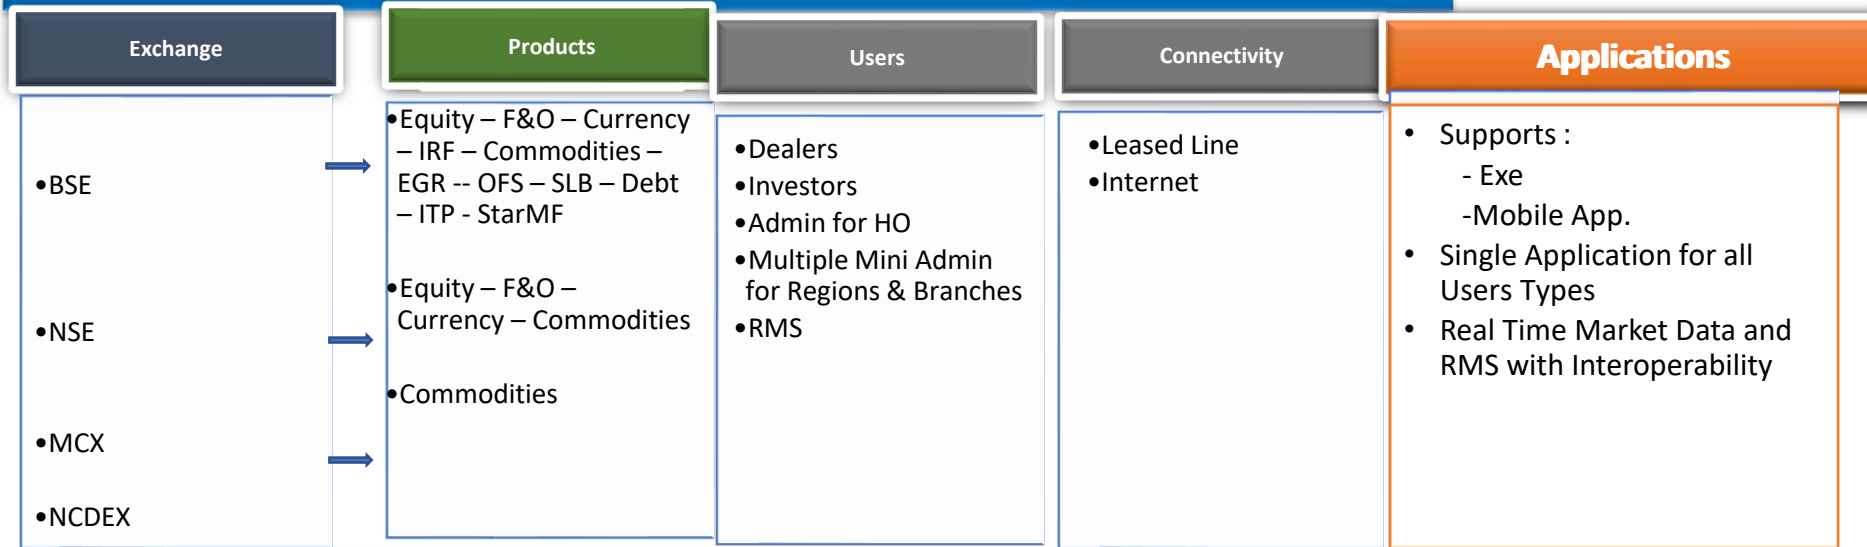 Exchange
•BSE
•NSE
•MCX
•NCDEX
Products
•Equity – F&O – Currency
– IRF – Commodities –
EGR -- OFS – SLB – Debt
– ITP - StarMF
•Equity – F&O –
Currency – Commodities
•Commodities
Users
•Dealers
•Investors
•Admin for HO
•Multiple Mini Admin
for Regions & Branches
•RMS
Connectivity
•Leased Line
•Internet
Applications
• Supports :
- Exe
-Mobile App.
• Single Application for all
Users Types
• Real Time Market Data and
RMS with Interoperability